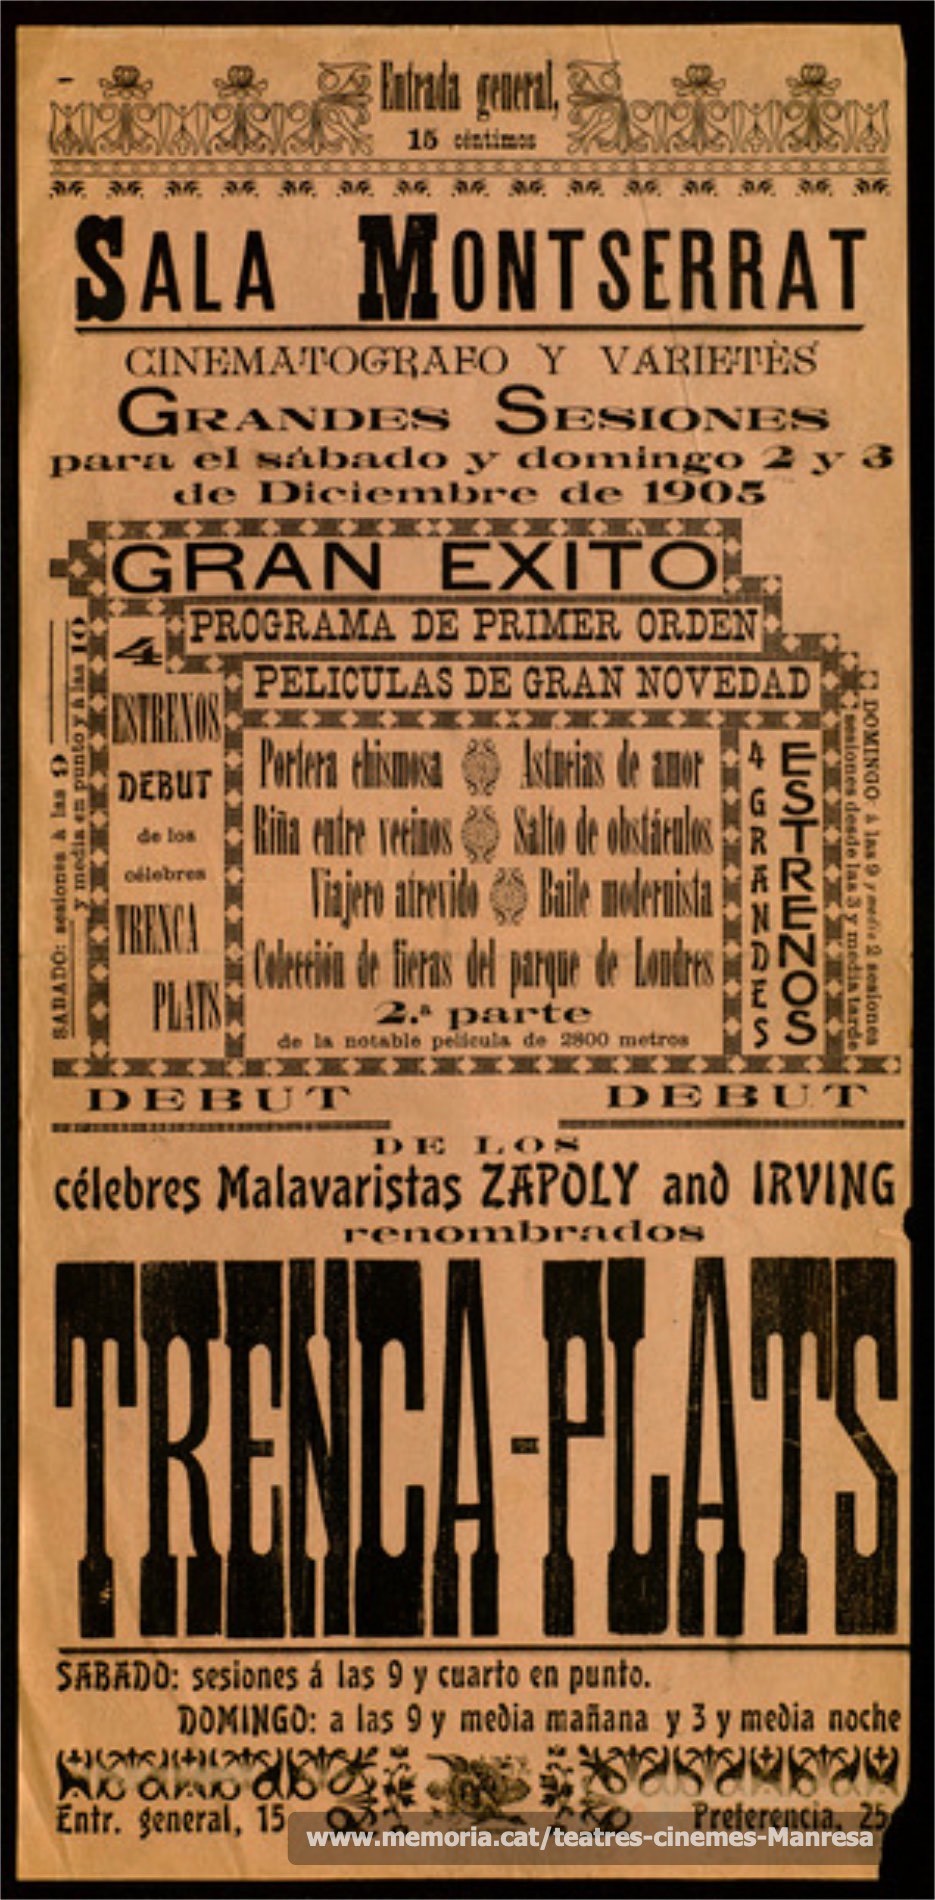 Entrada general,
15 céntimos
SALA MONTSERRAT
CINEMATOGRAFO Y VARIETÈS
GRANDES SESIONES
para el sábado y domingo 2 y 3
de Diciembre de 1905
GRAN EXITO
PROGRAMA DE PRIMER ORDEN
PELICULAS DE GRAN NOVEDAD
SABADO: sesiones á las 9
y media en punto y á las 10
4
ESTRENOS
DEBUT
de los
célebres
TRENCA
PLATS
Portera chismosa Astucias de amor
Riña entre vecinos Salto de obstáculos
Viajero atrevido Baile modernista
Colección de fieras del parque de Londres
2.ª parte
de la notable película de 2800 metros
4 GRANDES
ESTRENOS
DOMINGO á las 9 y media 2 sesiones
sesiones desde las 3 y media tarde
DEBUT DEBUT
DE LOS
célebres Malavaristas ZAPOLY and IRVING
renombrados
TRENCA-PLATS
SABADO: sesiones á las 9 y cuarto en punto.
DOMINGO: a las 9 y media mañana y 3 y media noche
Entr. general, 15 Preferencia, 25
www.memoria.cat/teatres-cinemes-Manresa